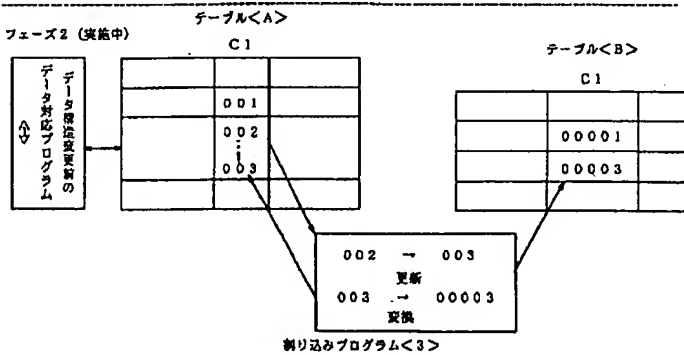 テーブル<A>
フェーズ2 (実施中)
C1
テーブル<B>
C1
データ構造変更前の
データ対応プログラム
001
002
003
00001
00003
002 → 003
更新
003 → 00003
変換
割り込みプログラム<3>